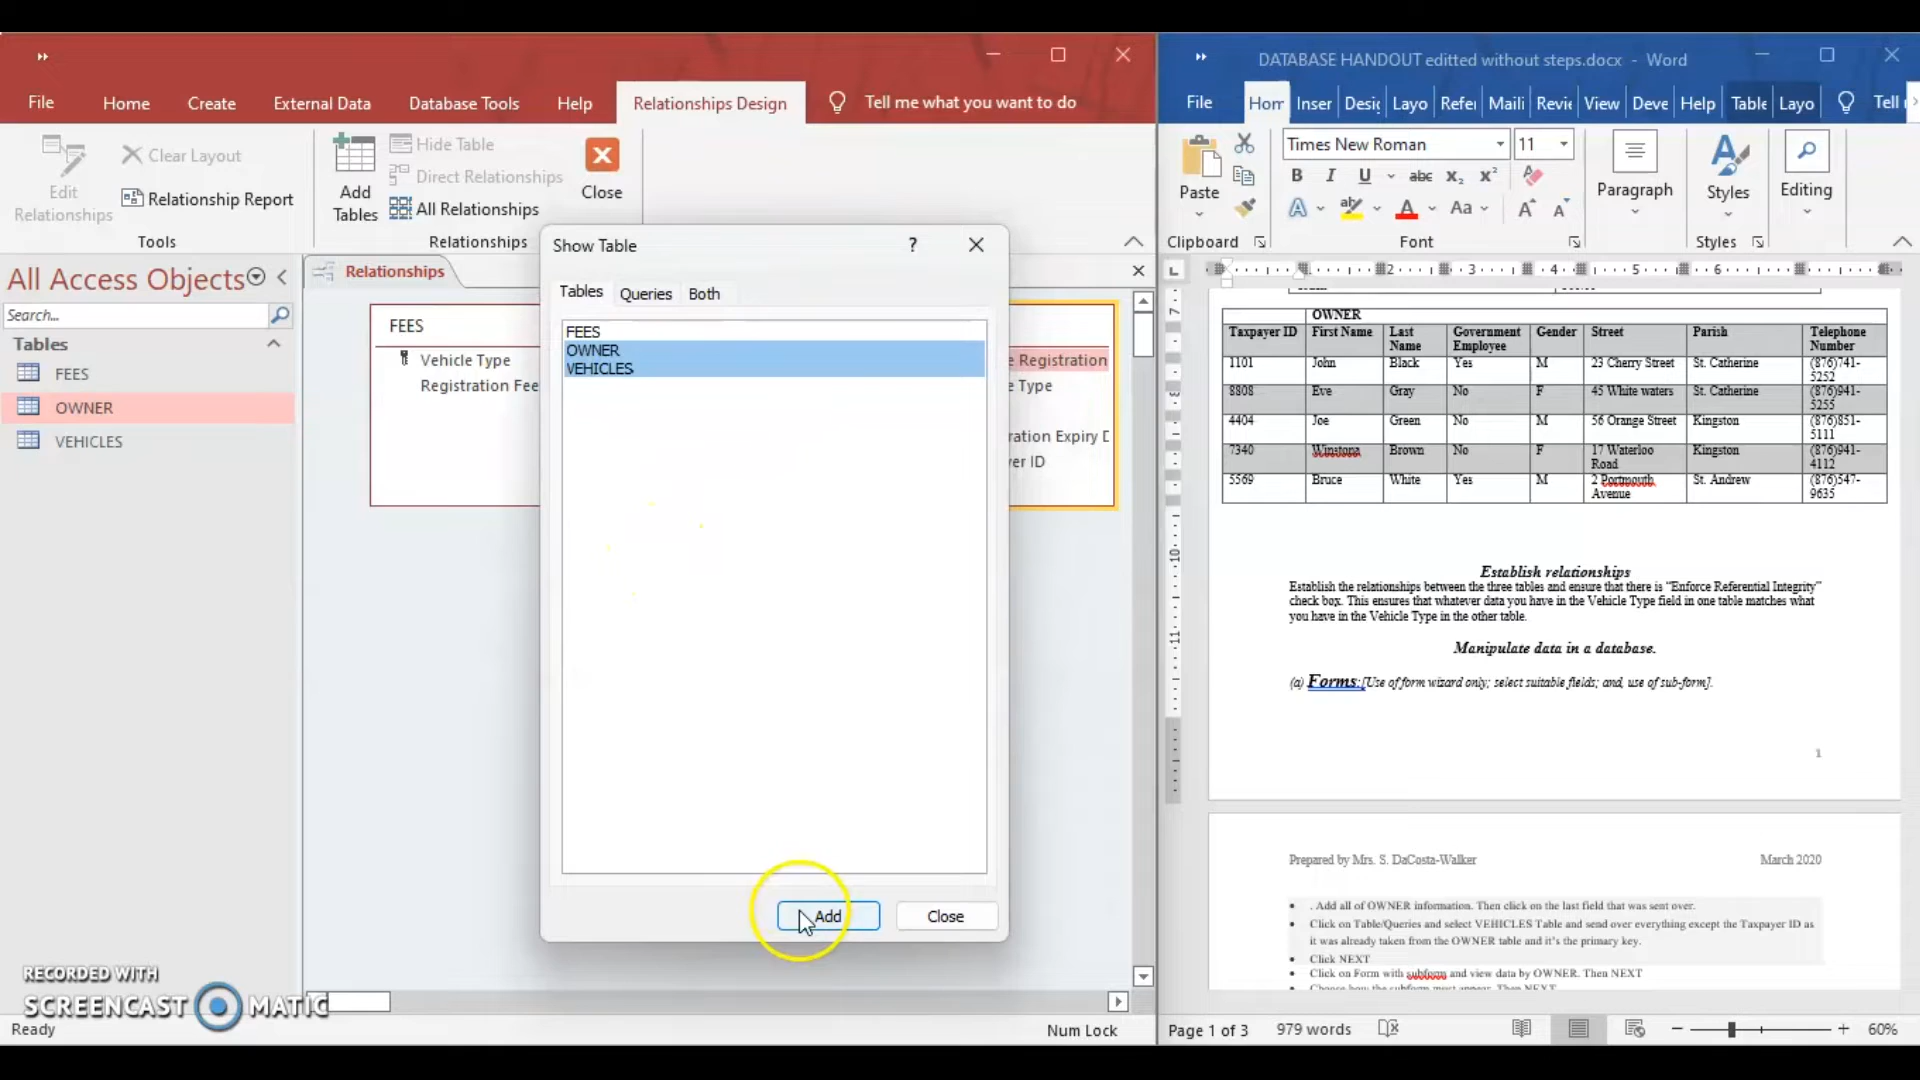 DATABASE HANDOUT editted without steps.docx - Word
File Home Create External Data Database Tools Help Relationships Design Tell me what you want to do
File Inser Layo Refe Maili View Deve Help Table Layo Tell
Edit Relationships
Clear Layout
Relationship Report
Tools
Add Tables
Hide Table
Direct Relationships
All Relationships
Relationships
Close
Paste
Clipboard
Times New Roman 11
B I U abc x₂ x² A Aa A A
Font
Paragraph
Styles
Styles
Editing
All Access Objects
Search...
Tables
FEES
OWNER
VEHICLES
Relationships
FEES
Vehicle Type
Registration Fee
Registration
Type
ration Expiry D
er ID
Show Table ?
Tables Queries Both
FEES
OWNER
VEHICLES
Add Close
OWNER
Taxpayer ID First Name Last Name Government Employee Gender Street Parish Telephone Number
1101 John Black Yes M 23 Cherry Street St. Catherine (876)741-5252
8808 Eve Gray No F 45 White waters St. Catherine (876)941-5255
4404 Joe Green No M 56 Orange Street Kingston (876)851-5111
7340 Winstona Brown No F 17 Waterloo Road Kingston (876)941-4112
5569 Bruce White Yes M 2 Portmouth Avenue St. Andrew (876)547-9635
Establish relationships
Establish the relationships between the three tables and ensure that there is “Enforce Referential Integrity”
check box. This ensures that whatever data you have in the Vehicle Type field in one table matches what
you have in the Vehicle Type in the other table.
Manipulate data in a database.
(a) Forms:[Use of form wizard only; select suitable fields; and, use of sub-form].
1
Prepared by Mrs. S. DaCosta-Walker March 2020
• . Add all of OWNER information. Then click on the last field that was sent over.
• Click on Table/Queries and select VEHICLES Table and send over everything except the Taxpayer ID as
it was already taken from the OWNER table and it's the primary key.
• Click NEXT
• Click on Form with subform and view data by OWNER. Then NEXT
• Choose how the subform must appear. Then NEXT
RECORDED WITH
SCREENCAST MATIC
Ready
Num Lock
Page 1 of 3 979 words
60%